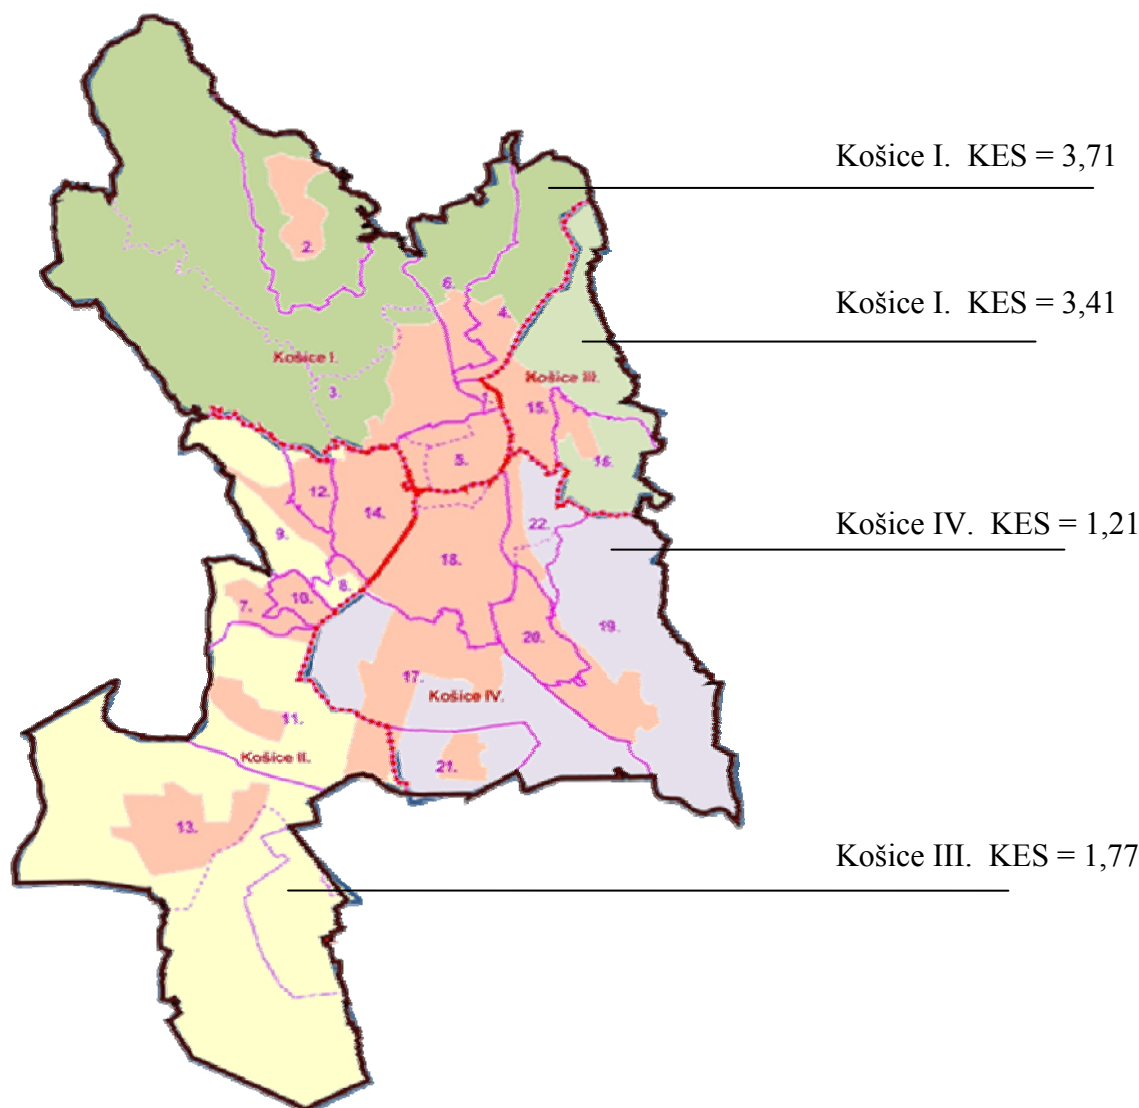 Košice I. KES = 3,71
2.
6.
Košice I. KES = 3,41
4.
Košice I.
Košice III.
3.
1.
15.
5.
16.
12.
14.
22.
Košice IV. KES = 1,21
9.
18.
8.
7.
10.
19.
20.
17.
Košice IV.
11.
Košice II.
21.
13.
Košice III. KES = 1,77